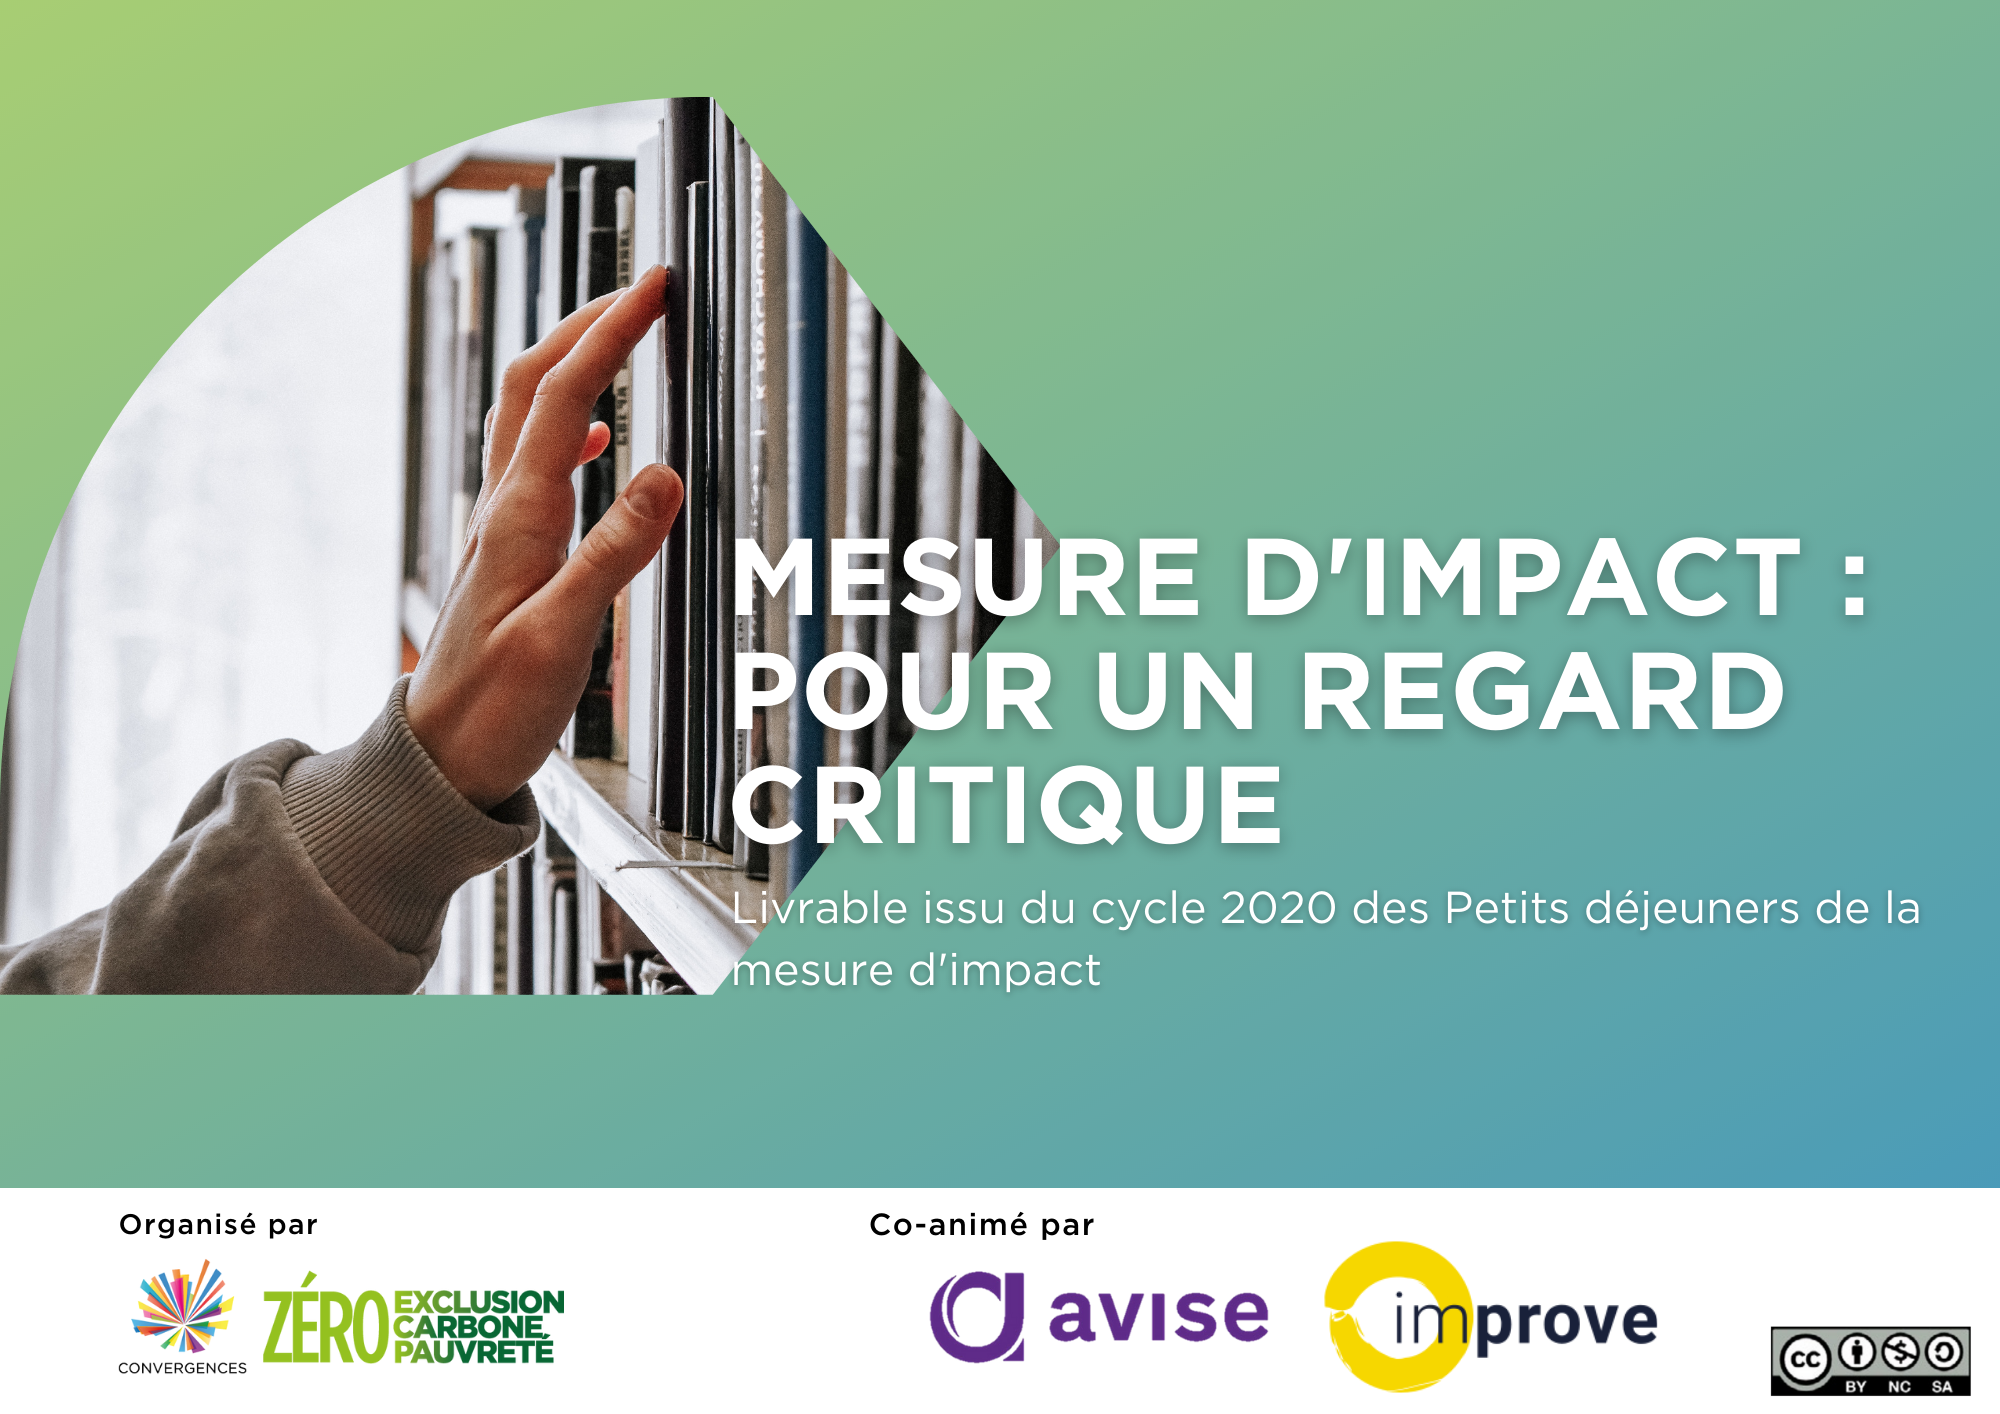 MESURE D'IMPACT :
POUR UN REGARD
CRITIQUE
Livrable issu du cycle 2020 des Petits déjeuners de la
mesure d'impact
Organisé par
CONVERGENCES
ZÉRO EXCLUSION
CARBONE,
PAUVRETÉ
Co-animé par
avise
improve
cc
BY NC SA